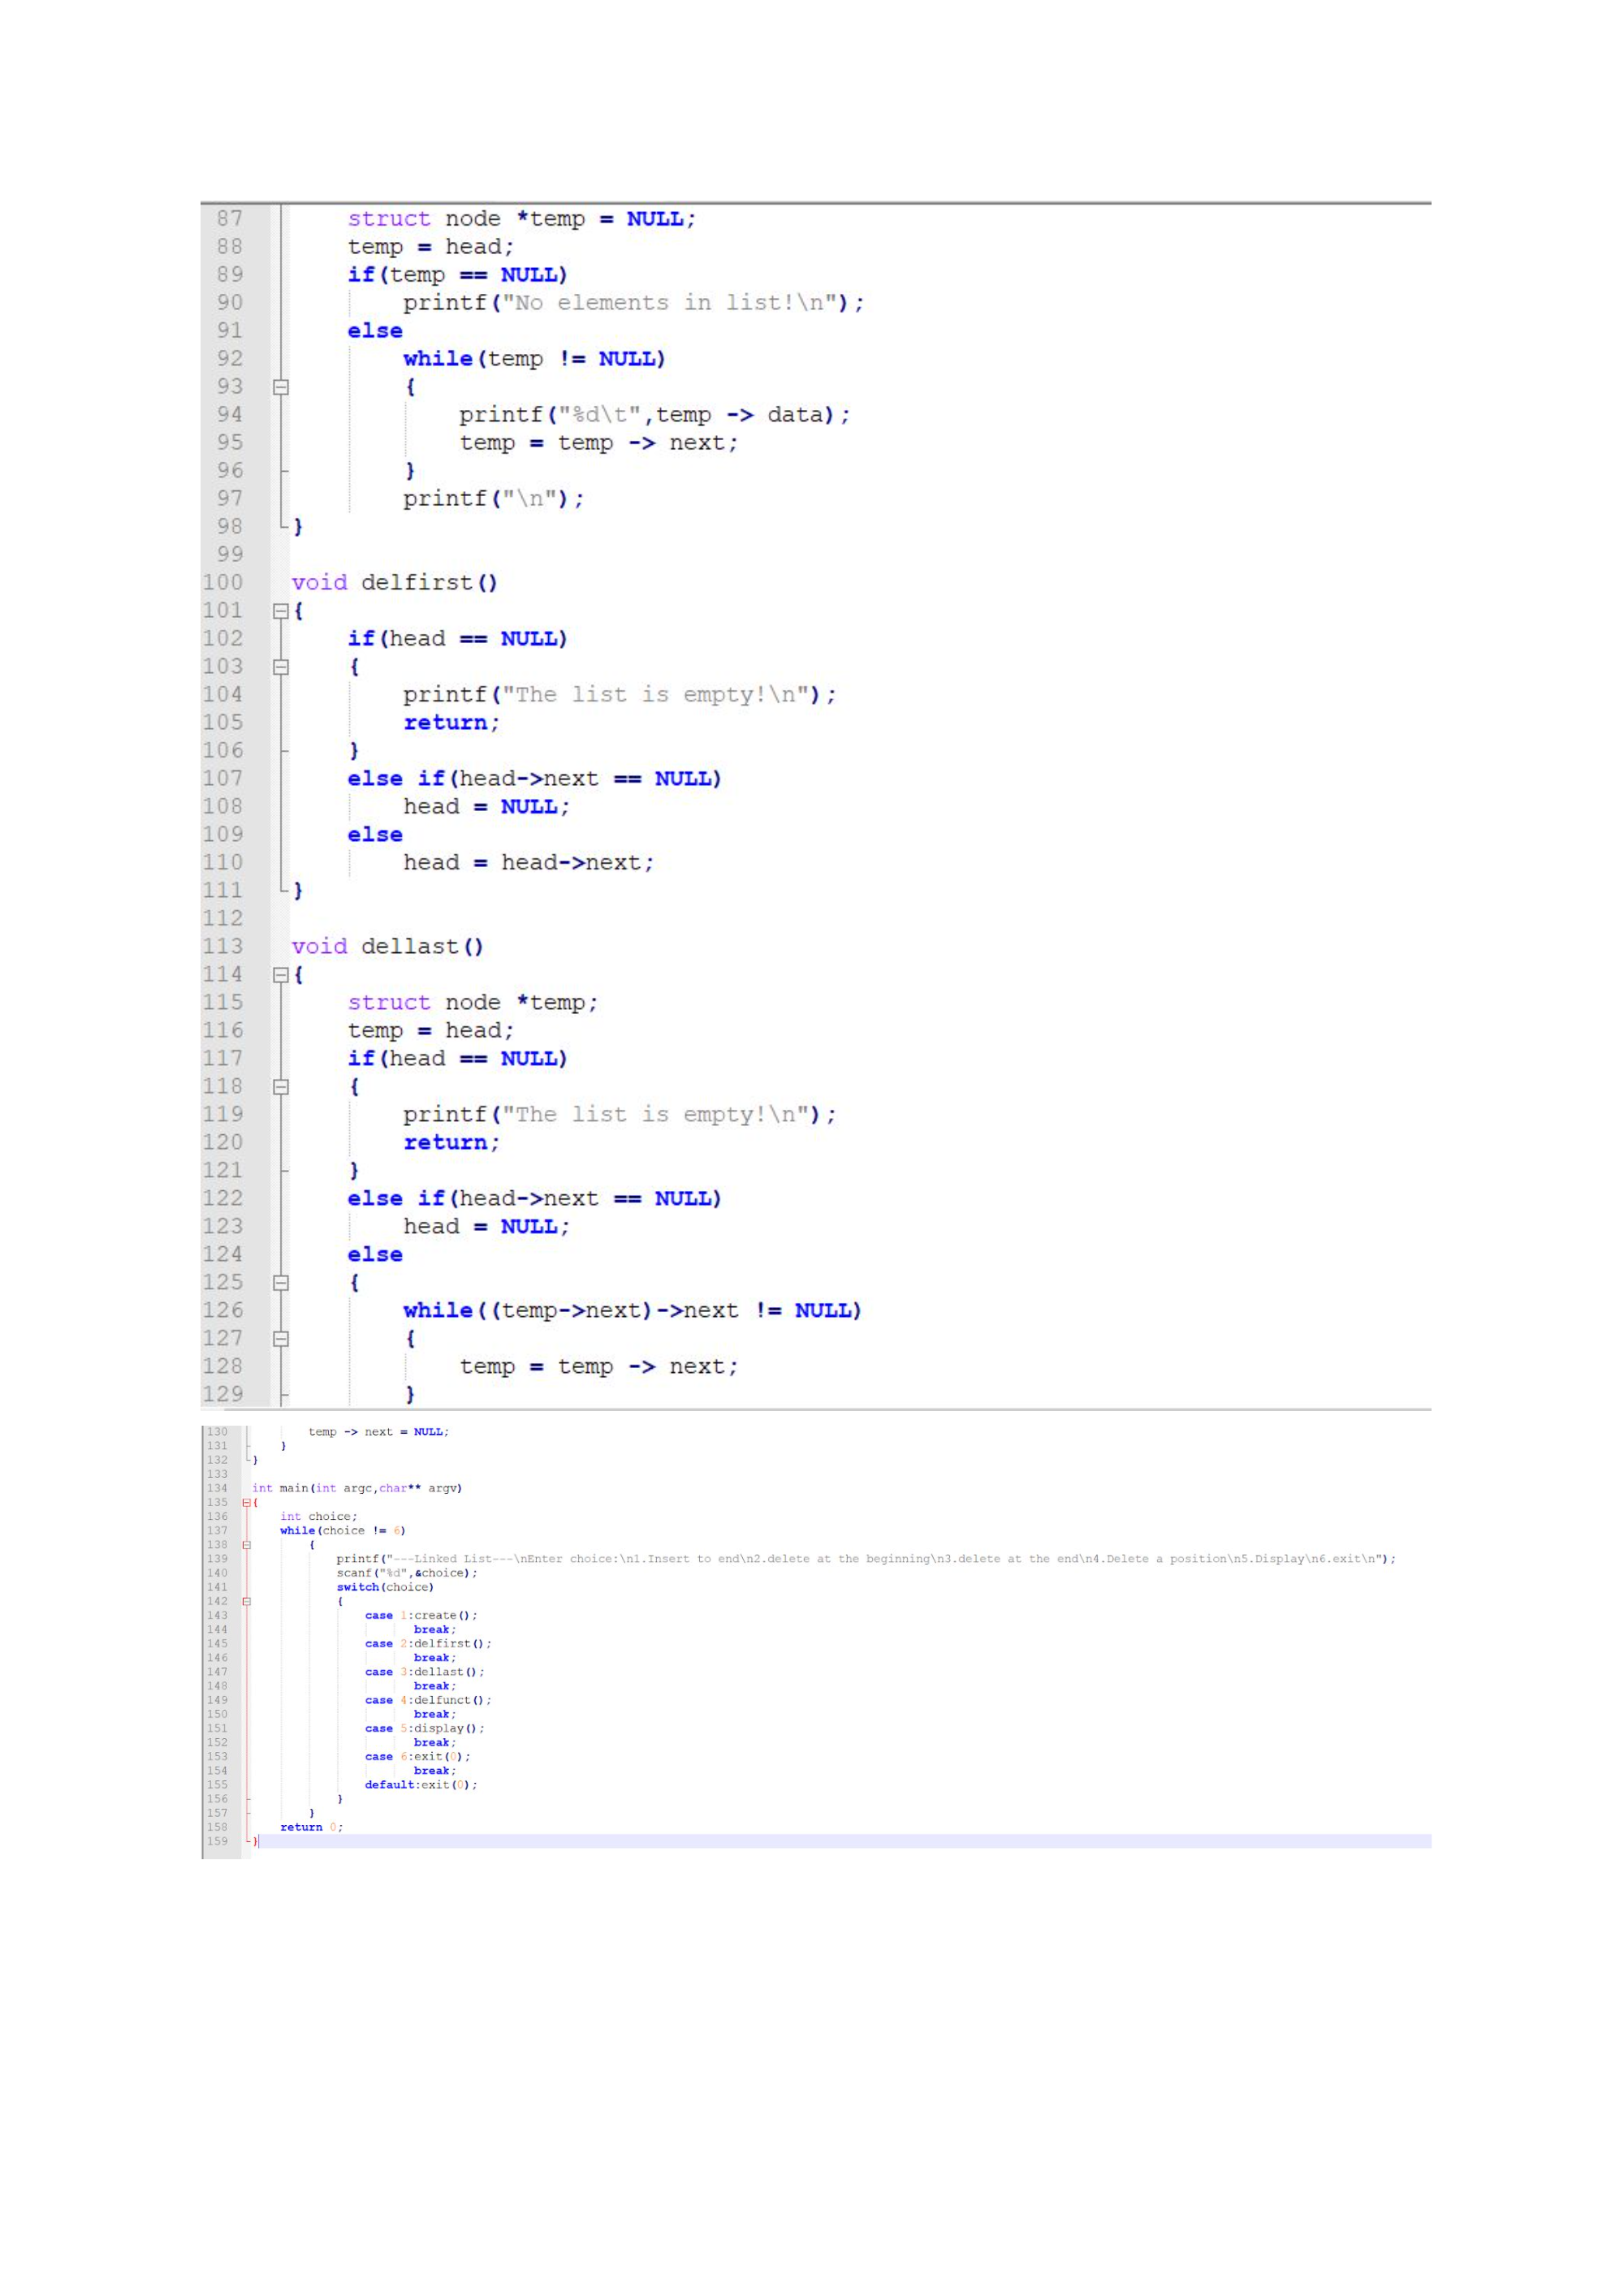 87 struct node *temp = NULL;
88 temp = head;
89 if(temp == NULL)
90 printf("No elements in list!\n");
91 else
92 while(temp != NULL)
93 {
94 printf("%d\t",temp -> data);
95 temp = temp -> next;
96 }
97 printf("\n");
98 }
99
100 void delfirst()
101 {
102 if(head == NULL)
103 {
104 printf("The list is empty!\n");
105 return;
106 }
107 else if(head->next == NULL)
108 head = NULL;
109 else
110 head = head->next;
111 }
112
113 void dellast()
114 {
115 struct node *temp;
116 temp = head;
117 if(head == NULL)
118 {
119 printf("The list is empty!\n");
120 return;
121 }
122 else if(head->next == NULL)
123 head = NULL;
124 else
125 {
126 while((temp->next)->next != NULL)
127 {
128 temp = temp -> next;
129 }
130 temp -> next = NULL;
131 }
132 }
133
134 int main(int argc,char** argv)
135 {
136 int choice;
137 while(choice != 6)
138 {
139 printf("---Linked List---\nEnter choice:\n1.Insert to end\n2.delete at the beginning\n3.delete at the end\n4.Delete a position\n5.Display\n6.exit\n");
140 scanf("%d",&choice);
141 switch(choice)
142 {
143 case 1:create();
144 break;
145 case 2:delfirst();
146 break;
147 case 3:dellast();
148 break;
149 case 4:delfunct();
150 break;
151 case 5:display();
152 break;
153 case 6:exit(0);
154 break;
155 default:exit(0);
156 }
157 }
158 return 0;
159 }